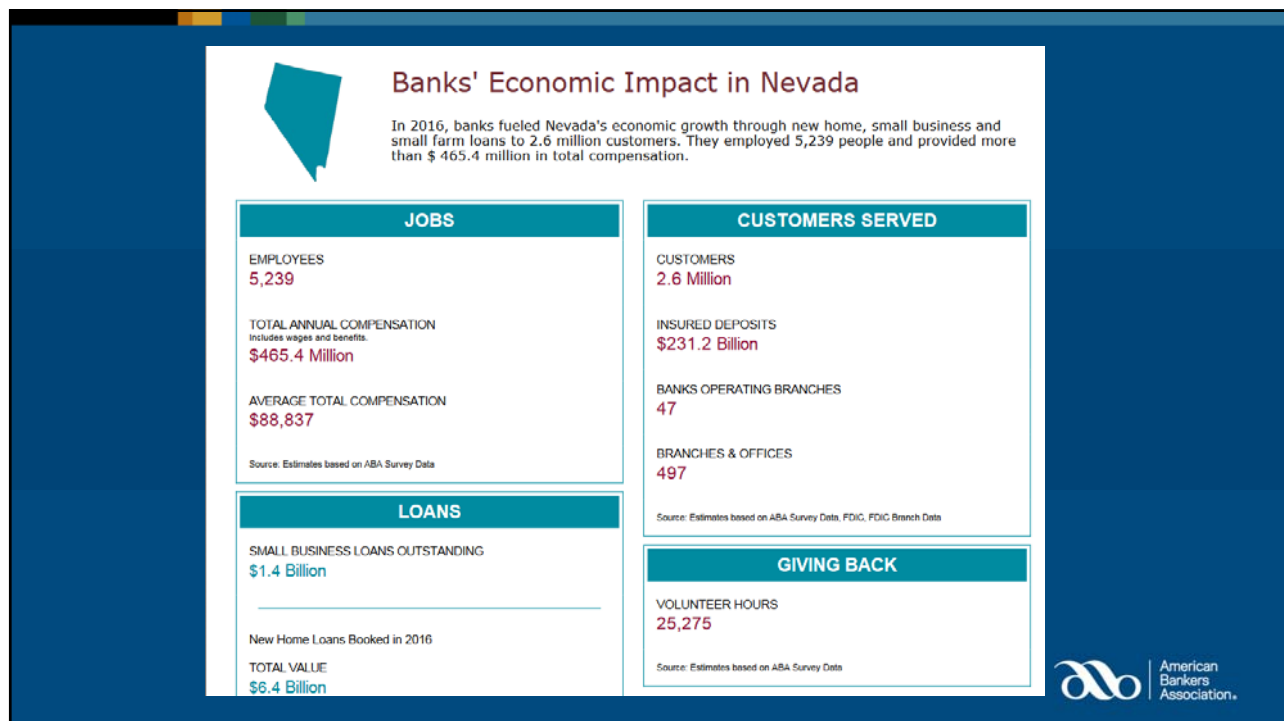 Banks' Economic Impact in Nevada
In 2016, banks fueled Nevada's economic growth through new home, small business and
small farm loans to 2.6 million customers. They employed 5,239 people and provided more
than $ 465.4 million in total compensation.
JOBS
EMPLOYEES
5,239
TOTAL ANNUAL COMPENSATION
Includes wages and benefits.
$465.4 Million
AVERAGE TOTAL COMPENSATION
$88,837
Source: Estimates based on ABA Survey Data
LOANS
SMALL BUSINESS LOANS OUTSTANDING
$1.4 Billion
New Home Loans Booked in 2016
TOTAL VALUE
$6.4 Billion
CUSTOMERS SERVED
CUSTOMERS
2.6 Million
INSURED DEPOSITS
$231.2 Billion
BANKS OPERATING BRANCHES
47
BRANCHES & OFFICES
497
Source: Estimates based on ABA Survey Data, FDIC, FDIC Branch Data
GIVING BACK
VOLUNTEER HOURS
25,275
Source: Estimates based on ABA Survey Data
American
Bankers
Association.